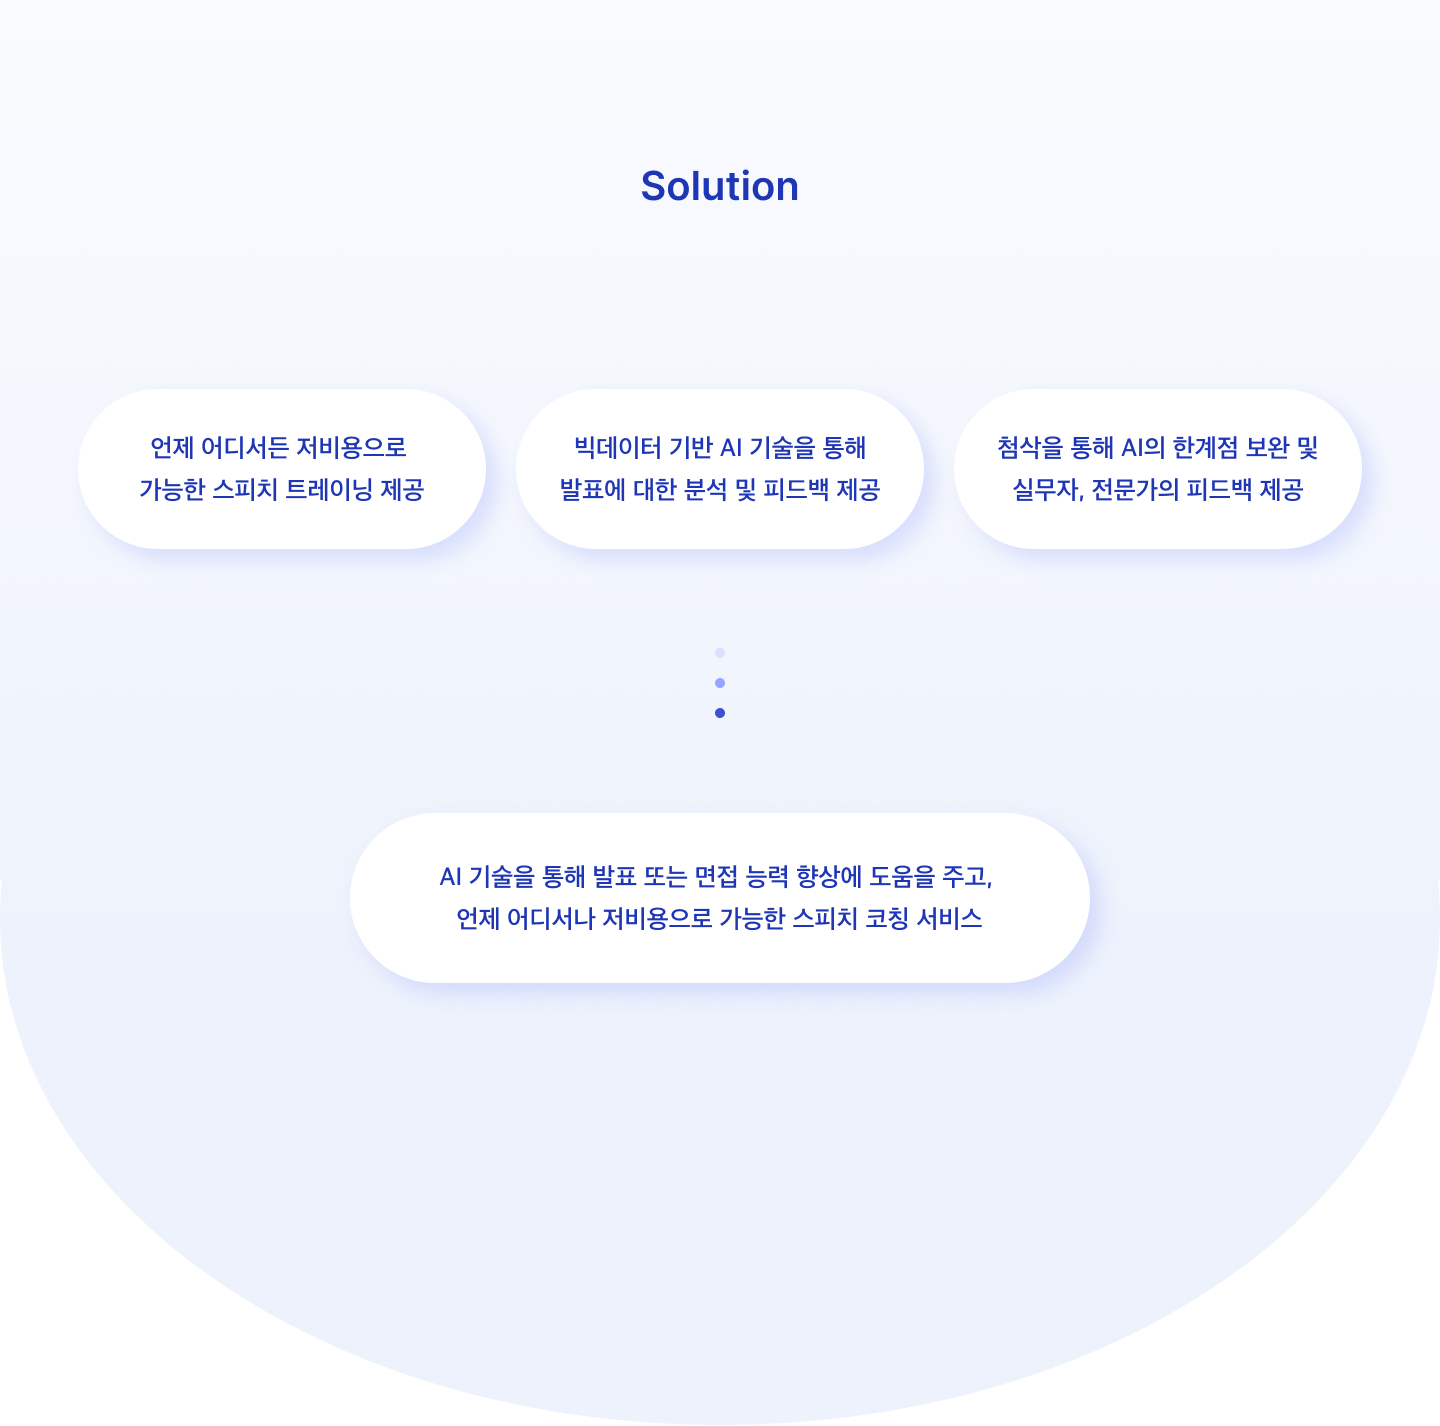 Solution
언제 어디서든 저비용으로
가능한 스피치 트레이닝 제공
빅데이터 기반 AI 기술을 통해
발표에 대한 분석 및 피드백 제공
첨삭을 통해 AI의 한계점 보완 및
실무자, 전문가의 피드백 제공
AI 기술을 통해 발표 또는 면접 능력 향상에 도움을 주고,
언제 어디서나 저비용으로 가능한 스피치 코칭 서비스